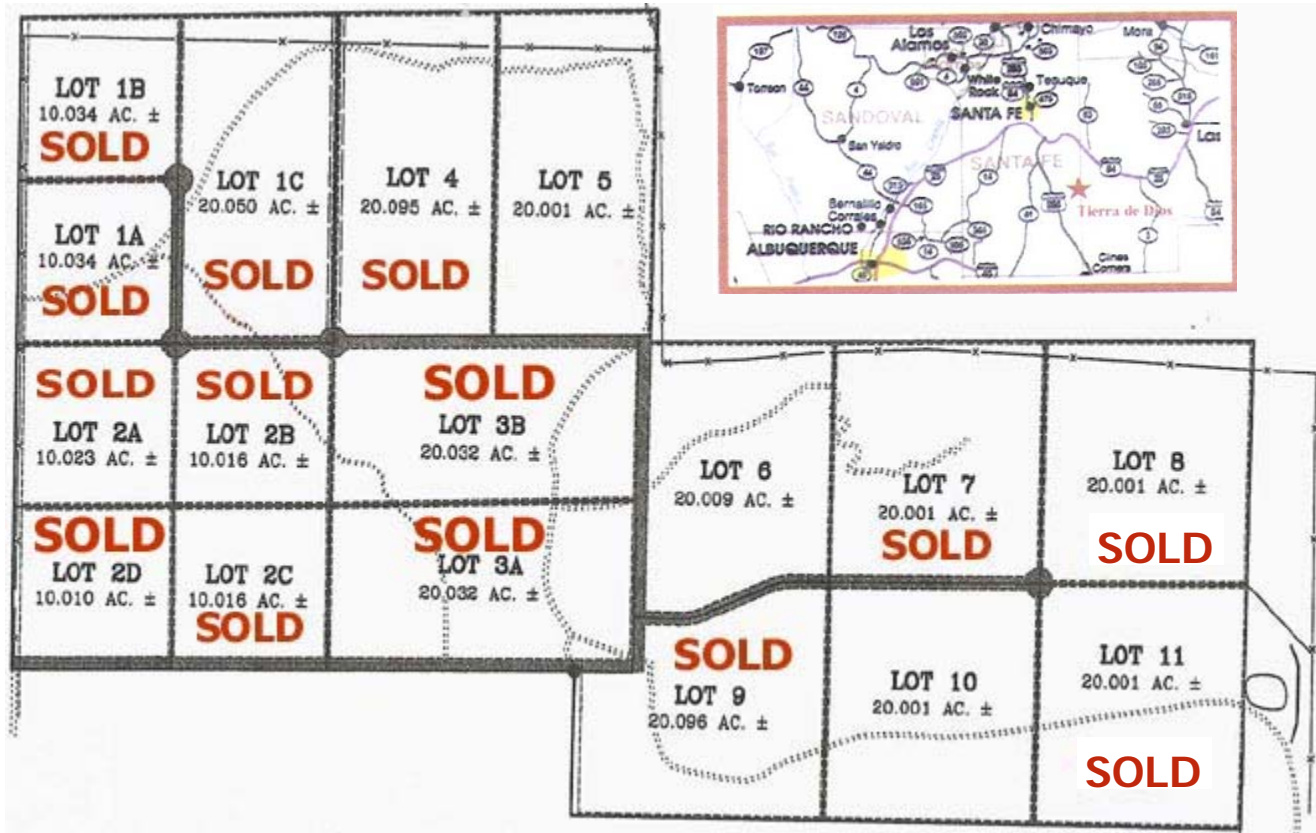 LOT 1B
10.034 AC. ±
SOLD
LOT 1A
10.034 AC. ±
SOLD
LOT 1C
20.050 AC. ±
SOLD
LOT 4
20.095 AC. ±
SOLD
LOT 5
20.001 AC. ±
SOLD
LOT 2A
10.023 AC. ±
SOLD
LOT 2B
10.016 AC. ±
SOLD
LOT 3B
20.032 AC. ±
SOLD
LOT 2D
10.010 AC. ±
LOT 2C
10.016 AC. ±
SOLD
SOLD
LOT 3A
20.032 AC. ±
LOT 6
20.009 AC. ±
LOT 7
20.001 AC. ±
SOLD
LOT 8
20.001 AC. ±
SOLD
SOLD
LOT 9
20.096 AC. ±
LOT 10
20.001 AC. ±
LOT 11
20.001 AC. ±
SOLD
Los Alamos
Chimayo
Mora
White Rock
Tesuque
SANTA FE
SANDOVAL
San Ysidro
SANTA FE
Las
Bernalillo
Corrales
RIO RANCHO
ALBUQUERQUE
Tierra de Dios
Clines Corners